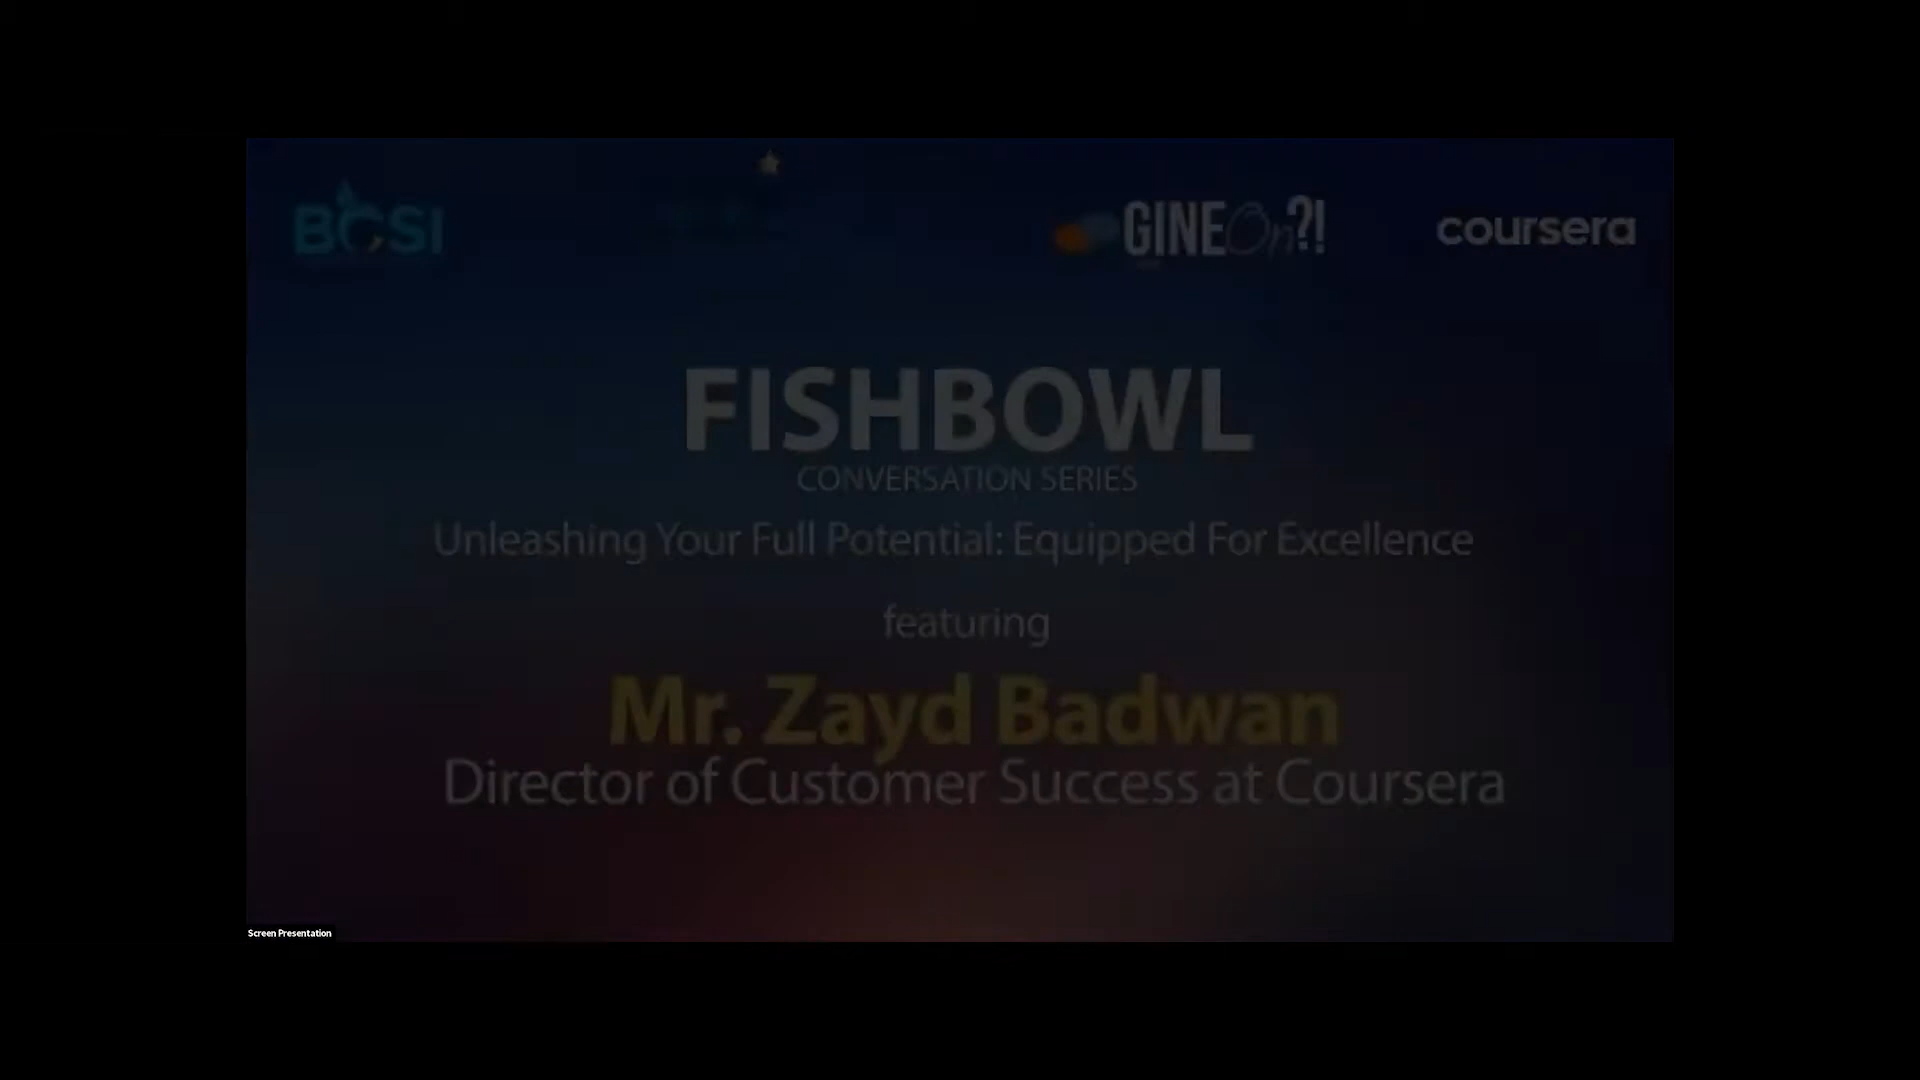 BCSI
GINEOn?!
coursera
FISHBOWL
CONVERSATION SERIES
Unleashing Your Full Potential: Equipped For Excellence
featuring
Mr. Zayd Badwan
Director of Customer Success at Coursera
Screen Presentation